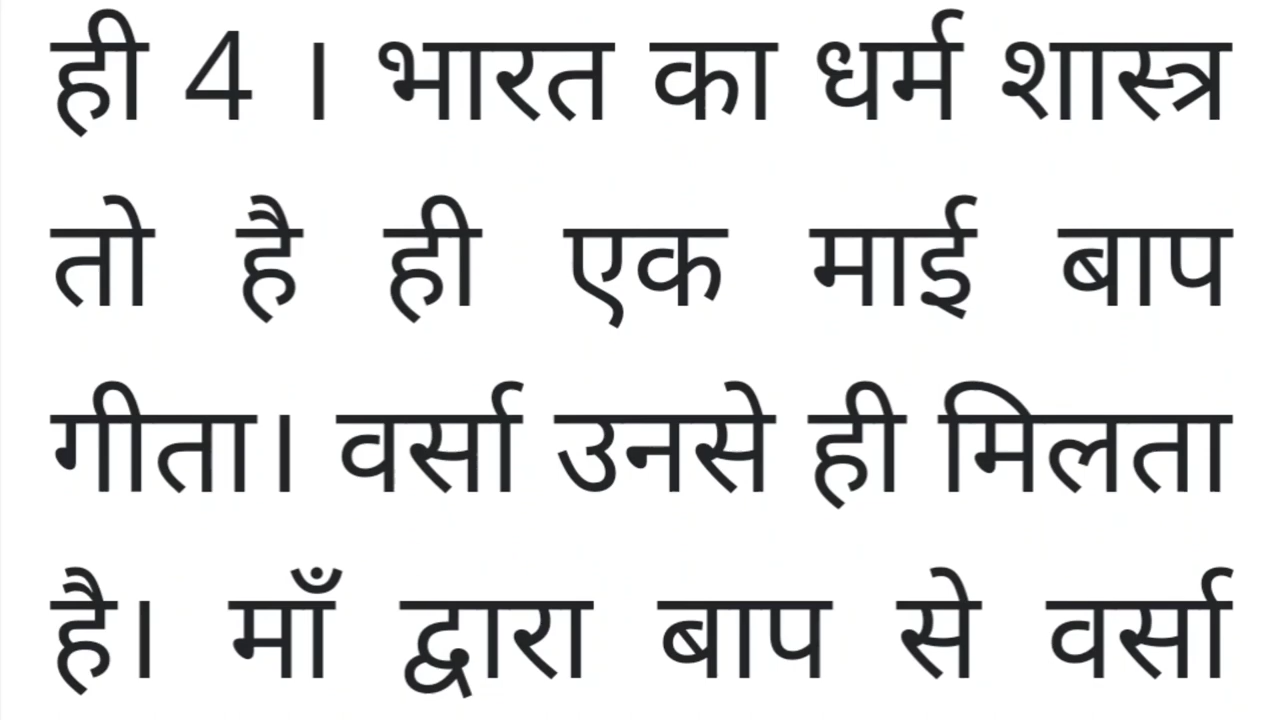 ही 4 । भारत का धर्म शास्त्र
तो है ही एक माई बाप
गीता। वर्सा उनसे ही मिलता
है। माँ द्वारा बाप से वर्सा